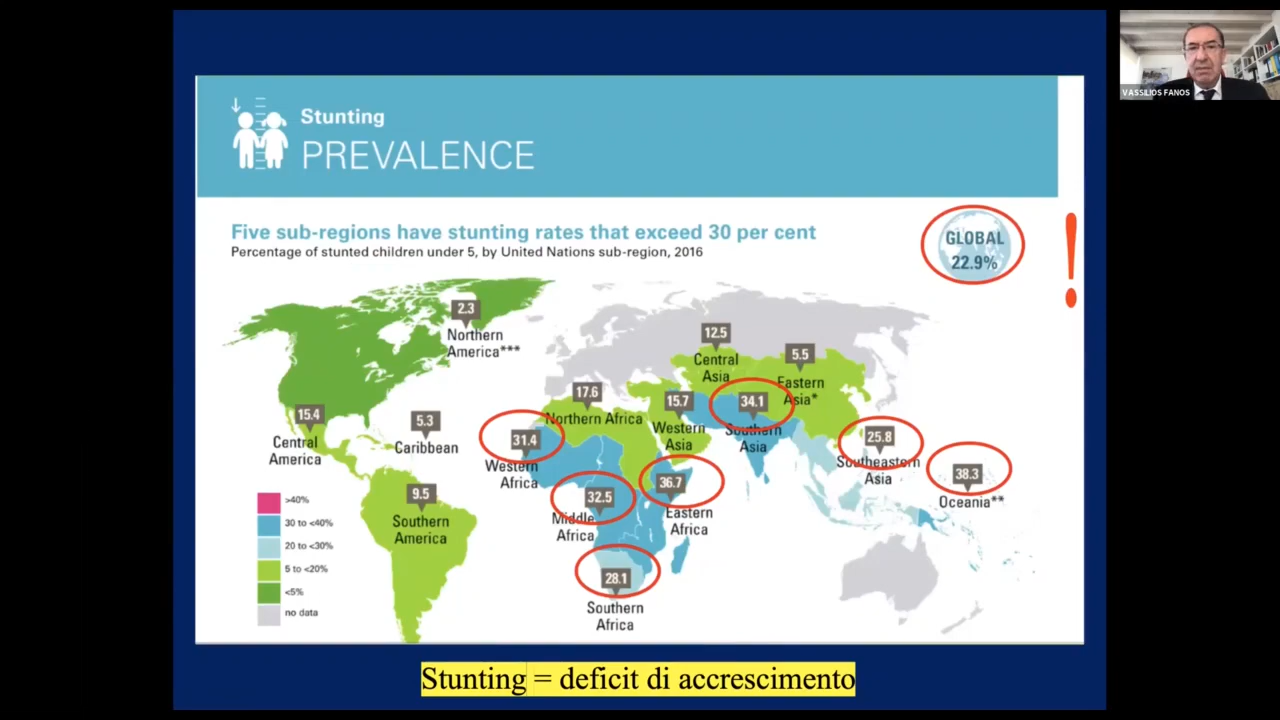 VASSILIOS FANOS
Stunting
PREVALENCE
Five sub-regions have stunting rates that exceed 30 per cent
Percentage of stunted children under 5, by United Nations sub-region, 2016
GLOBAL
22.9%
!
2.3
Northern
America***
12.5
Central
Asia
5.5
Eastern
Asia*
17.6
Northern Africa
15.7
Western
Asia
34.1
Southern
Asia
15.4
Central
America
5.3
Caribbean
31.4
Western
Africa
25.8
Southeastern
Asia
38.3
Oceania**
36.7
Eastern
Africa
32.5
Middle
Africa
9.5
Southern
America
28.1
Southern
Africa
>40%
30 to <40%
20 to <30%
5 to <20%
<5%
no data
Stunting = deficit di accrescimento